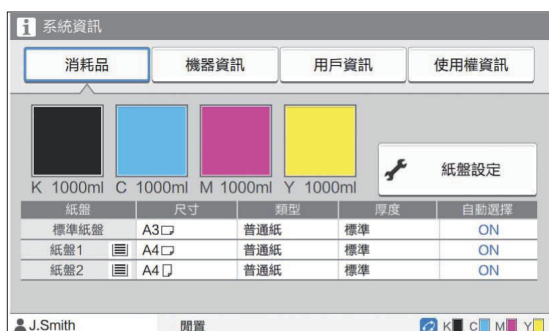 i 系統資訊
消耗品 機器資訊 用戶資訊 使用權資訊
K 1000ml C 1000ml M 1000ml Y 1000ml
紙盤設定
紙盤 尺寸 類型 厚度 自動選擇
標準紙盤 A3 普通紙 標準 ON
紙盤1 A4 普通紙 標準 ON
紙盤2 A4 普通紙 標準 ON
J.Smith 閒置 K C M Y